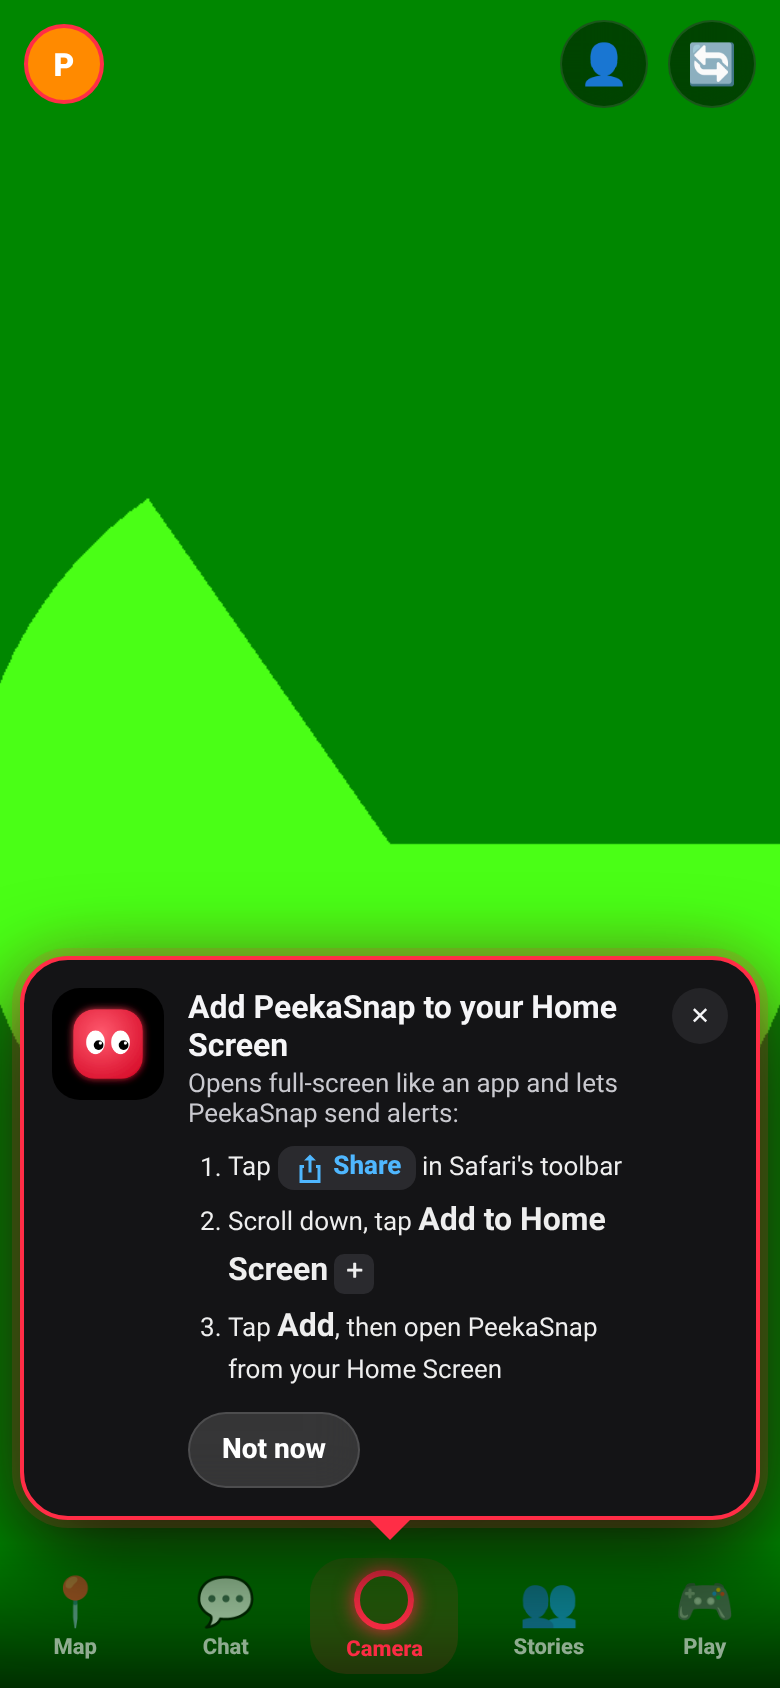 P
Add PeekaSnap to your Home
Screen
×
Opens full-screen like an app and lets
PeekaSnap send alerts:
1. Tap Share in Safari's toolbar
2. Scroll down, tap Add to Home
Screen +
3. Tap Add, then open PeekaSnap
from your Home Screen
Not now
Map Chat Camera Stories Play